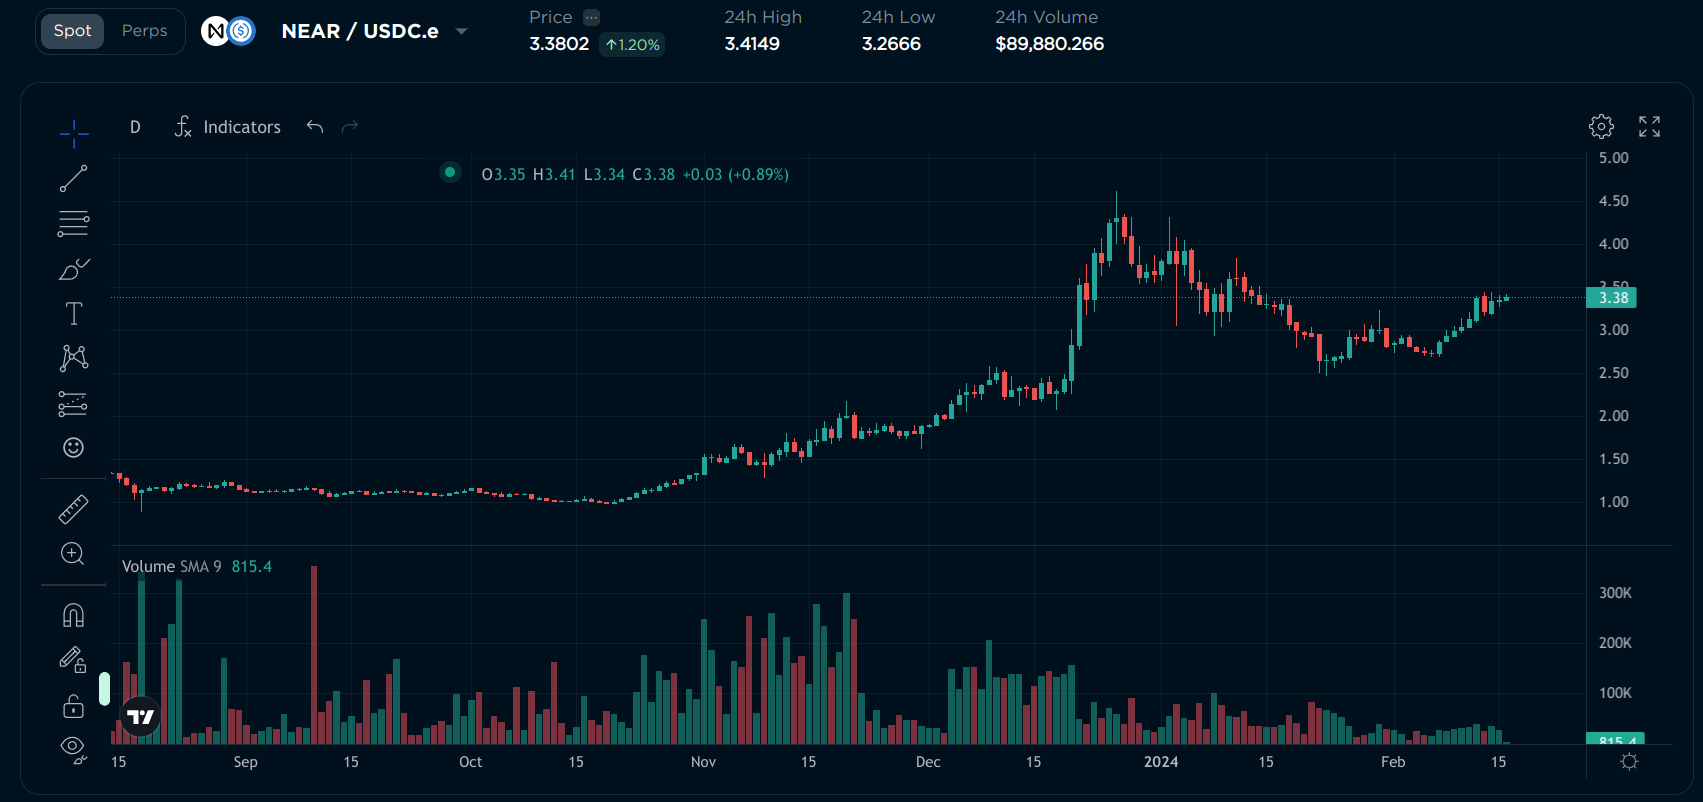 Spot Perps NEAR / USDC.e
Price 24h High 24h Low 24h Volume
3.3802 ↑1.20% 3.4149 3.2666 $89,880.266
D Indicators
O3.35 H3.41 L3.34 C3.38 +0.03 (+0.89%)
5.00
4.50
4.00
3.50
3.38
3.00
2.50
2.00
1.50
1.00
Volume SMA 9 815.4
300K
200K
100K
815.4
15 Sep 15 Oct 15 Nov 15 Dec 15 2024 15 Feb 15